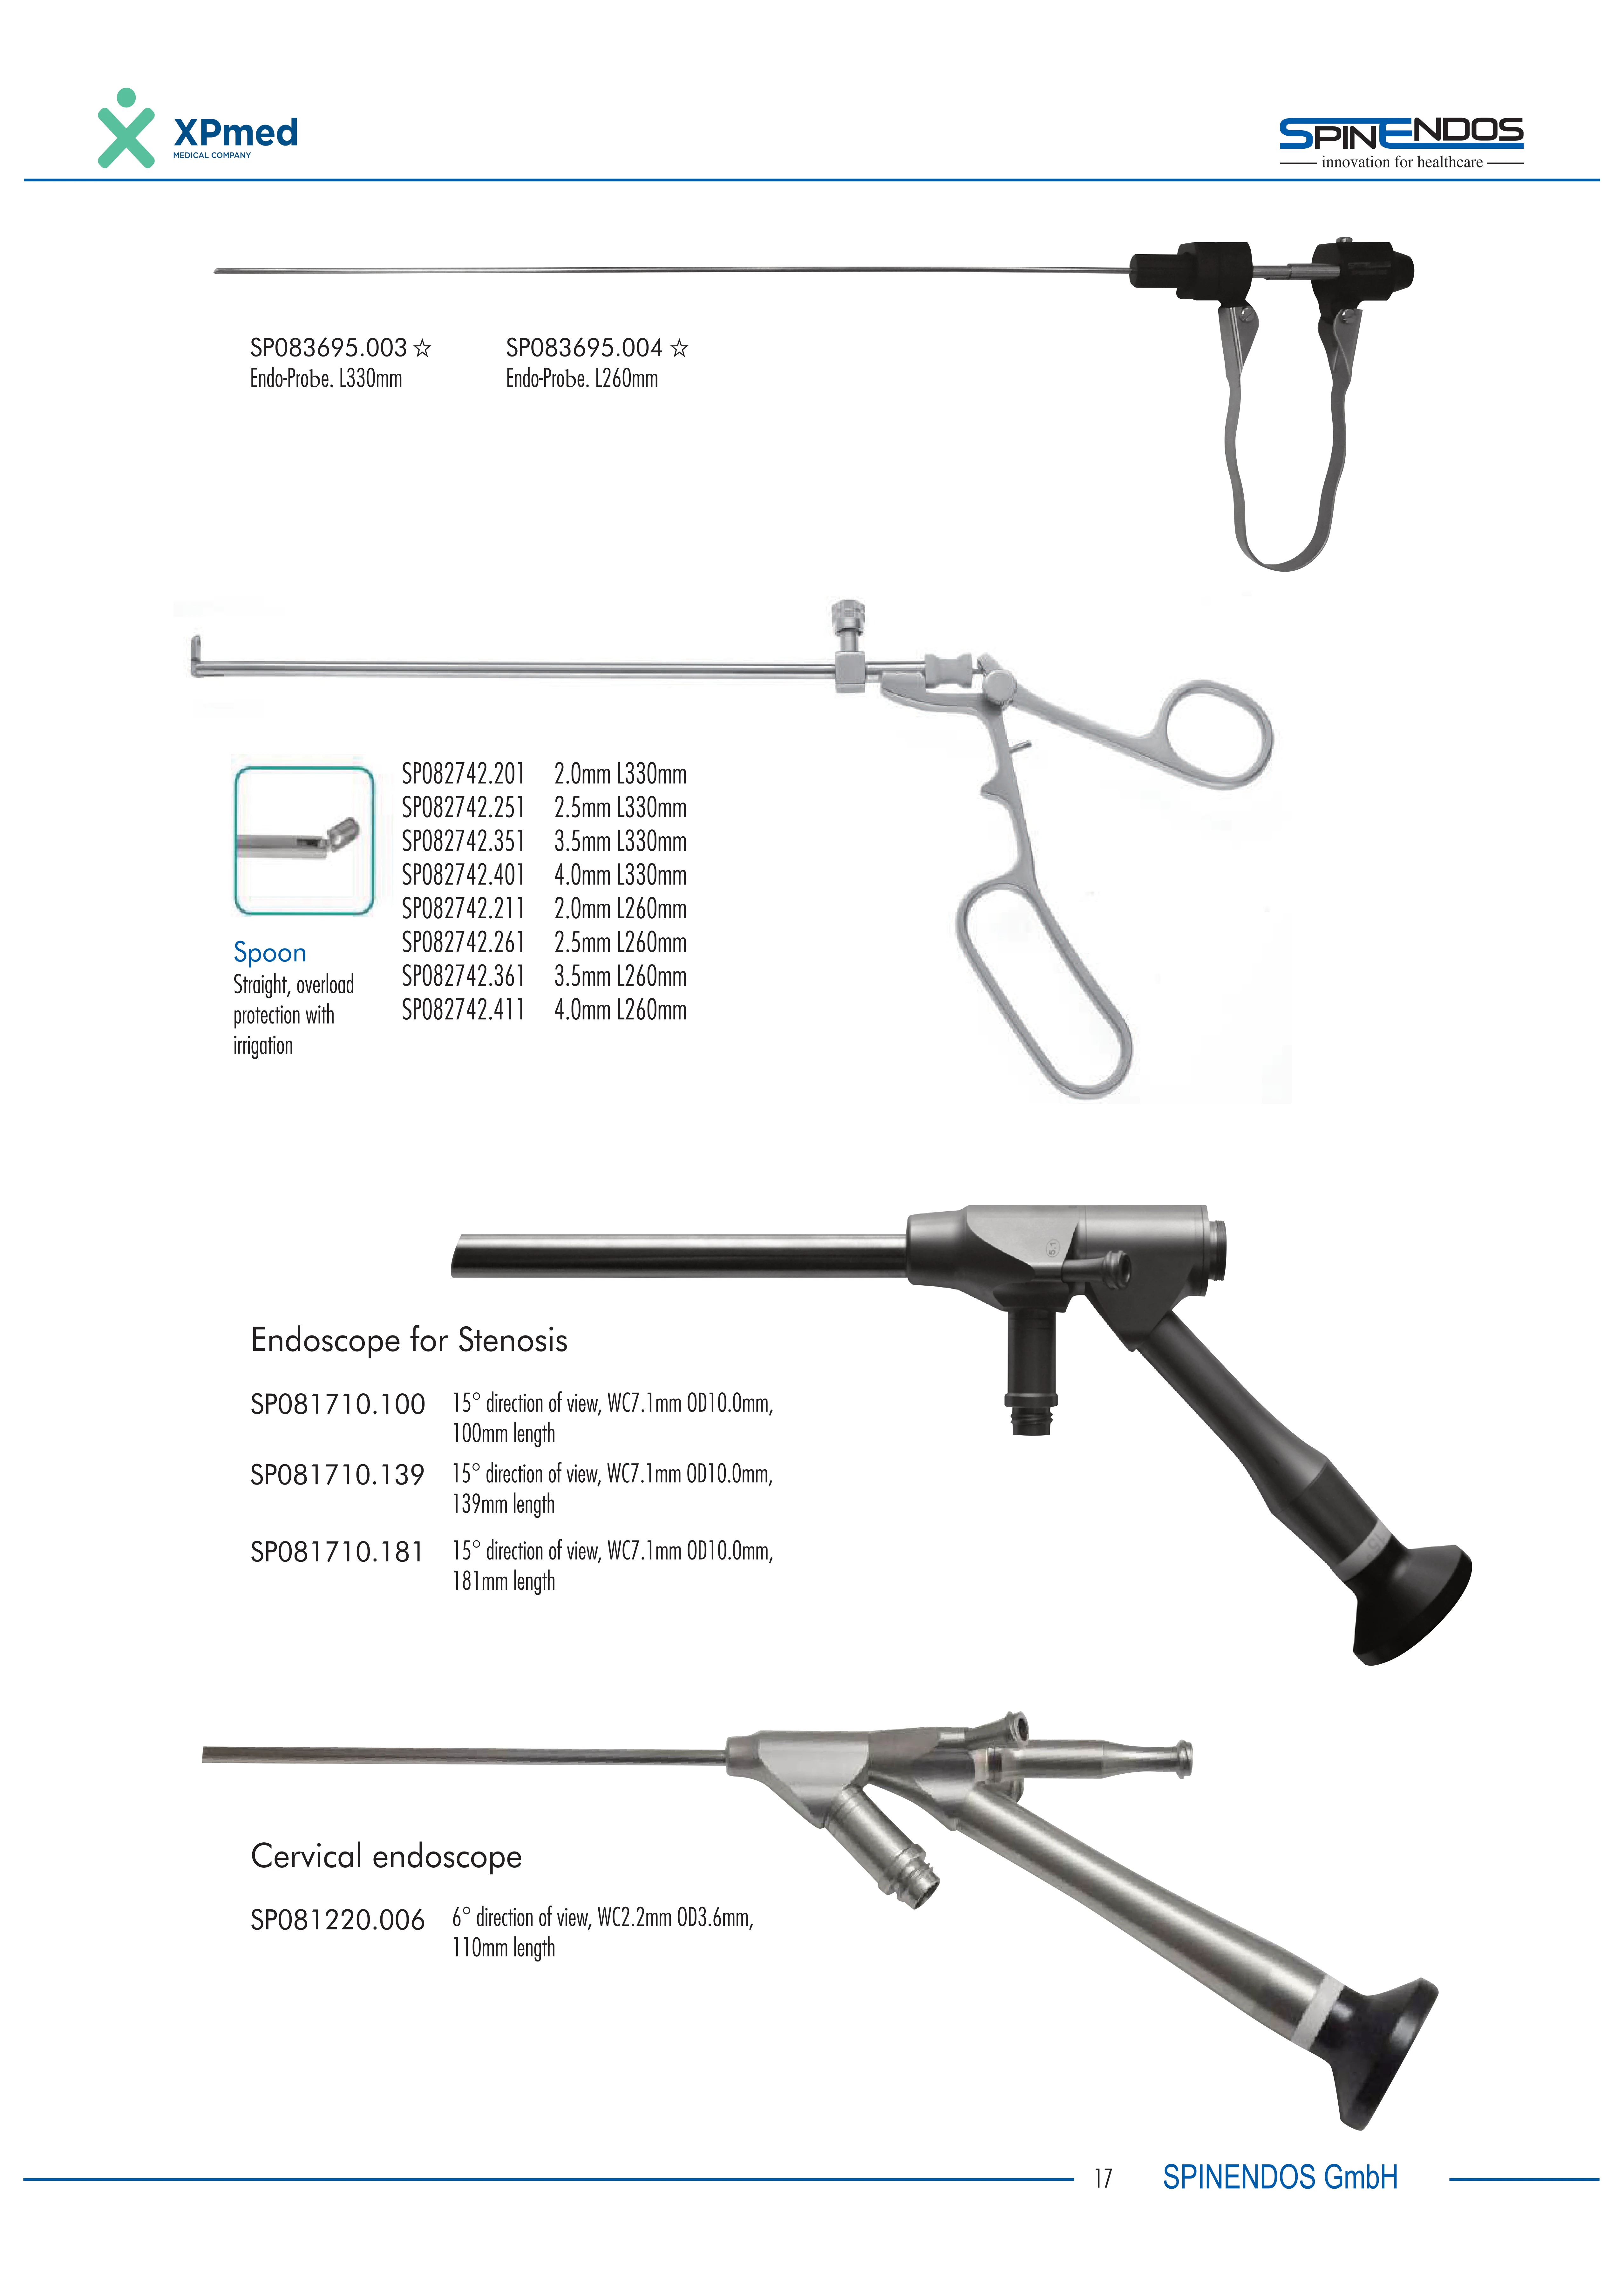 XPmed
MEDICAL COMPANY
SPINENDOS
innovation for healthcare
SP083695.003 ☆
Endo-Probe. L330mm
SP083695.004 ☆
Endo-Probe. L260mm
SP082742.201 2.0mm L330mm
SP082742.251 2.5mm L330mm
SP082742.351 3.5mm L330mm
SP082742.401 4.0mm L330mm
SP082742.211 2.0mm L260mm
SP082742.261 2.5mm L260mm
SP082742.361 3.5mm L260mm
SP082742.411 4.0mm L260mm
Spoon
Straight, overload
protection with
irrigation
Endoscope for Stenosis
SP081710.100 15° direction of view, WC7.1mm OD10.0mm,
100mm length
SP081710.139 15° direction of view, WC7.1mm OD10.0mm,
139mm length
SP081710.181 15° direction of view, WC7.1mm OD10.0mm,
181mm length
Cervical endoscope
SP081220.006 6° direction of view, WC2.2mm OD3.6mm,
110mm length
17
SPINENDOS GmbH